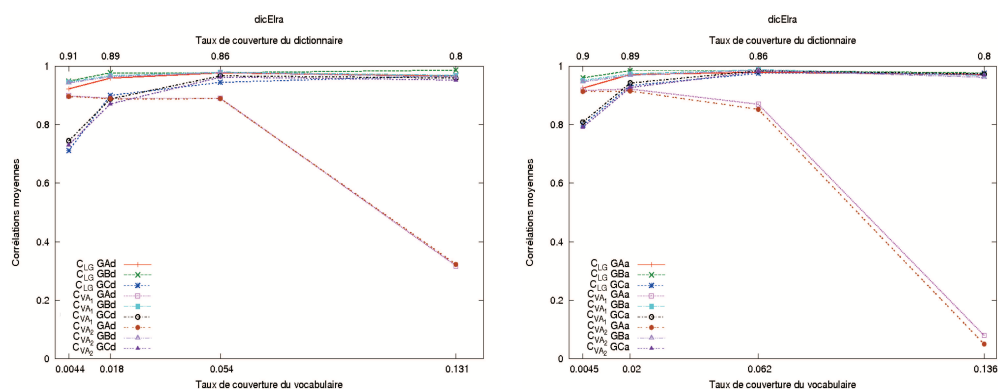 dicElra
Taux de couverture du dictionnaire
0.91 0.89 0.86 0.8
1
0.8
0.6
0.4
0.2
0
Corrélations moyennes
C_LG GAd
C_LG GBd
C_LG GCd
C_VA1 GAd
C_VA1 GBd
C_VA1 GCd
C_VA2 GAd
C_VA2 GBd
C_VA2 GCd
0.0044 0.018 0.054 0.131
Taux de couverture du vocabulaire
dicElra
Taux de couverture du dictionnaire
0.9 0.89 0.86 0.8
1
0.8
0.6
0.4
0.2
0
Corrélations moyennes
C_LG GAa
C_LG GBa
C_LG GCa
C_VA1 GAa
C_VA1 GBa
C_VA1 GCa
C_VA2 GAa
C_VA2 GBa
C_VA2 GCa
0.0045 0.02 0.062 0.136
Taux de couverture du vocabulaire